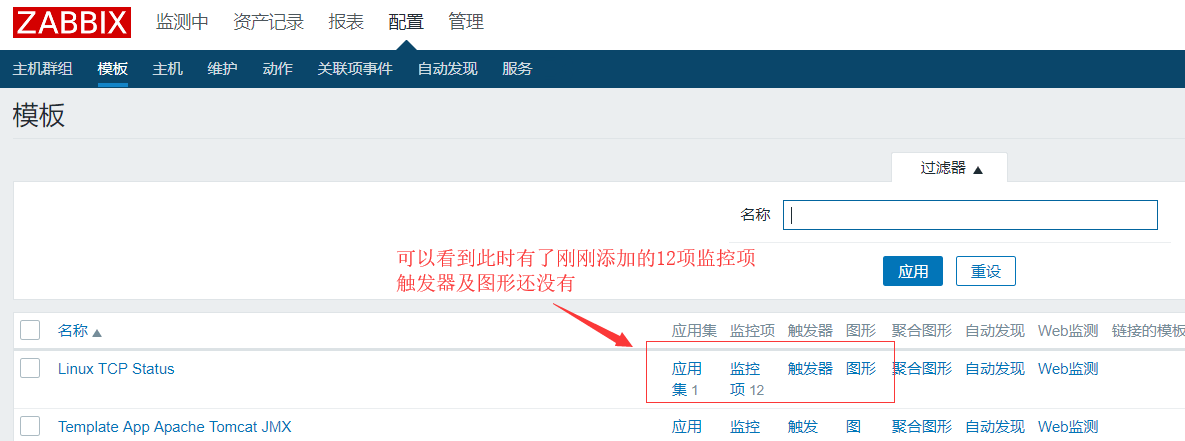 ZABBIX 监测中 资产记录 报表 配置 管理
主机群组 模板 主机 维护 动作 关联项事件 自动发现 服务
模板
过滤器 ▲
名称
可以看到此时有了刚刚添加的12项监控项
触发器及图形还没有
应用 重设
名称 ▲ 应用集 监控项 触发器 图形 聚合图形 自动发现 Web监测 链接的模板
Linux TCP Status 应用 监控 触发器 图形 聚合图形 自动发现 Web监测
集 1 项 12
Template App Apache Tomcat JMX 应用 监控 触发 图 聚合图形 自动发现 Web监测